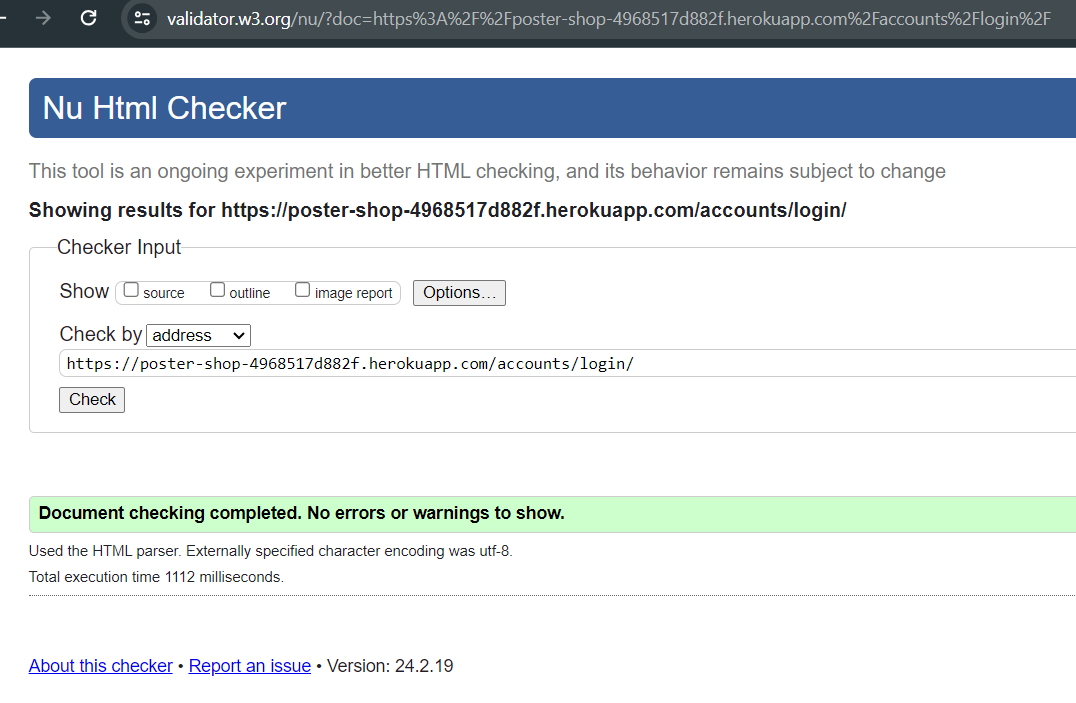 validator.w3.org/nu/?doc=https%3A%2F%2Fposter-shop-4968517d882f.herokuapp.com%2Faccounts%2Flogin%2F
Nu Html Checker
This tool is an ongoing experiment in better HTML checking, and its behavior remains subject to change
Showing results for https://poster-shop-4968517d882f.herokuapp.com/accounts/login/
Checker Input
Show source outline image report Options…
Check by address
https://poster-shop-4968517d882f.herokuapp.com/accounts/login/
Check
Document checking completed. No errors or warnings to show.
Used the HTML parser. Externally specified character encoding was utf-8.
Total execution time 1112 milliseconds.
About this checker • Report an issue • Version: 24.2.19